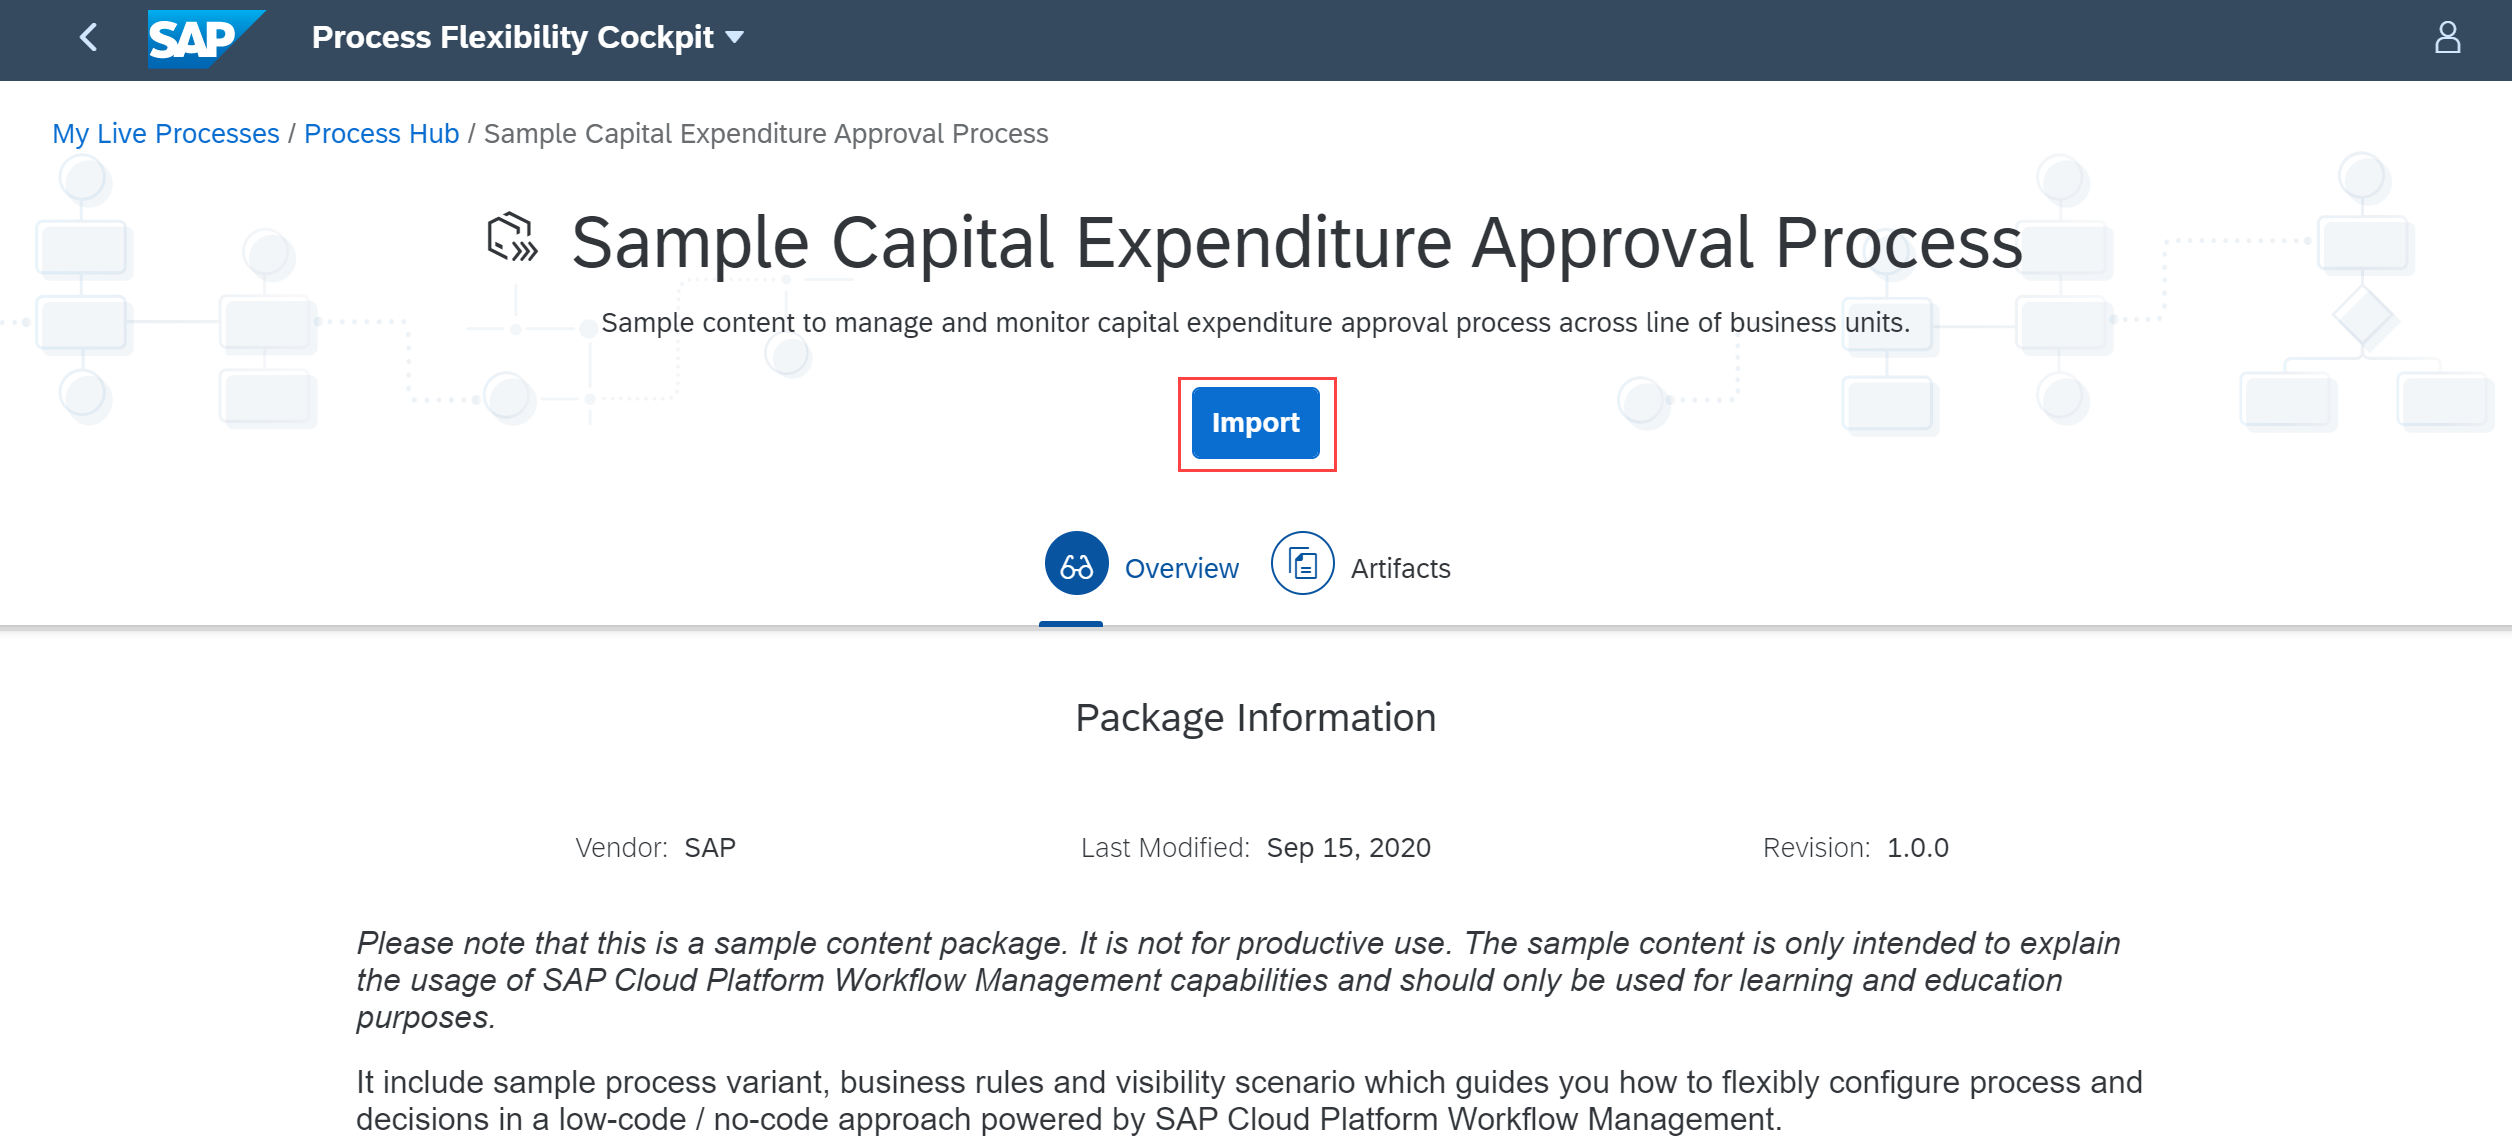 SAP Process Flexibility Cockpit
My Live Processes / Process Hub / Sample Capital Expenditure Approval Process
Sample Capital Expenditure Approval Process
Sample content to manage and monitor capital expenditure approval process across line of business units.
Import
Overview Artifacts
Package Information
Vendor: SAP Last Modified: Sep 15, 2020 Revision: 1.0.0
Please note that this is a sample content package. It is not for productive use. The sample content is only intended to explain
the usage of SAP Cloud Platform Workflow Management capabilities and should only be used for learning and education
purposes.
It include sample process variant, business rules and visibility scenario which guides you how to flexibly configure process and
decisions in a low-code / no-code approach powered by SAP Cloud Platform Workflow Management.